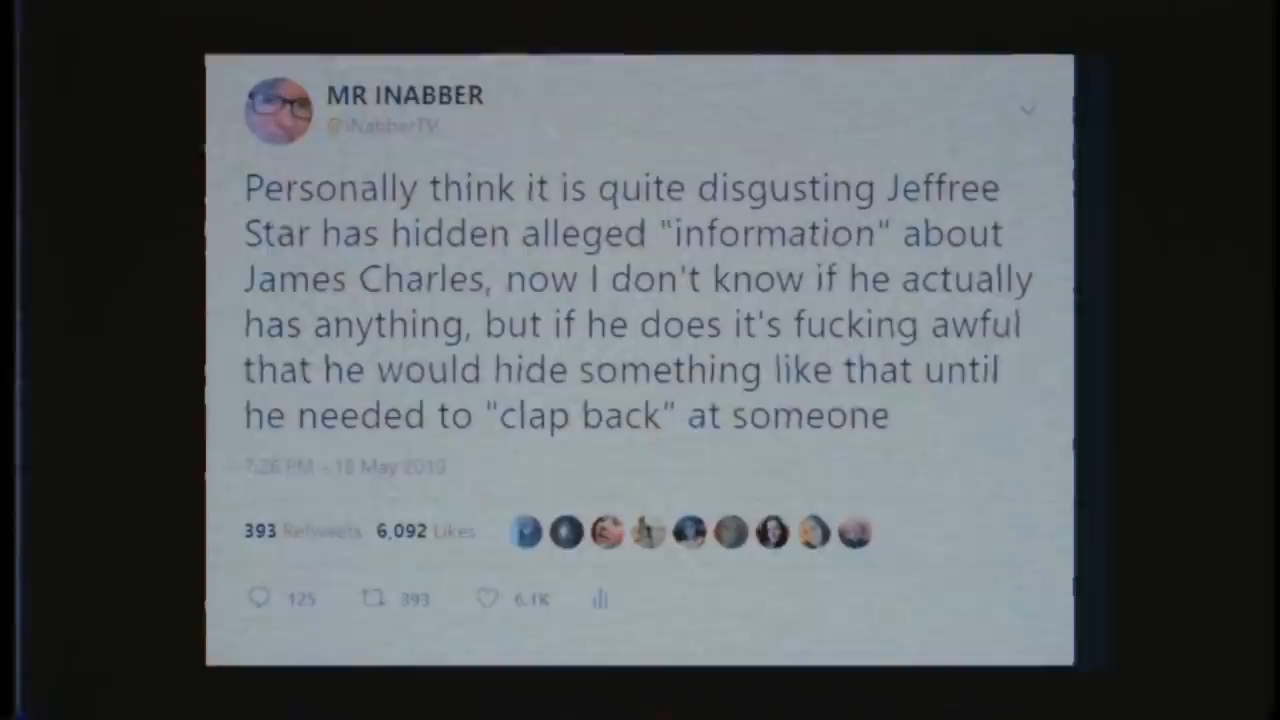 MR INABBER
@iNabberTV
Personally think it is quite disgusting Jeffree
Star has hidden alleged "information" about
James Charles, now I don't know if he actually
has anything, but if he does it's fucking awful
that he would hide something like that until
he needed to "clap back" at someone
7:26 PM - 18 May 2019
393 Retweets 6,092 Likes
125 393 6.1K